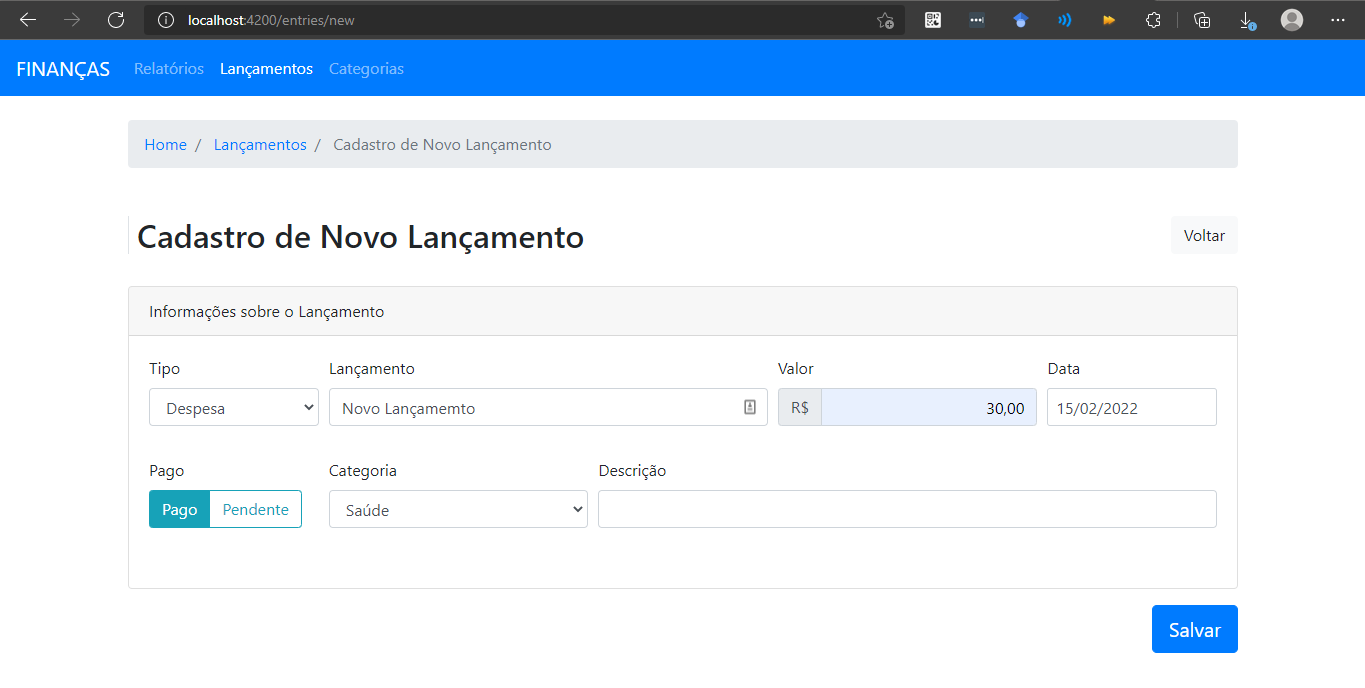 localhost:4200/entries/new
FINANÇAS Relatórios Lançamentos Categorias
Home / Lançamentos / Cadastro de Novo Lançamento
Cadastro de Novo Lançamento Voltar
Informações sobre o Lançamento
Tipo Lançamento Valor Data
Despesa Novo Lançamemto R$ 30,00 15/02/2022
Pago Categoria Descrição
Pago Pendente Saúde
Salvar